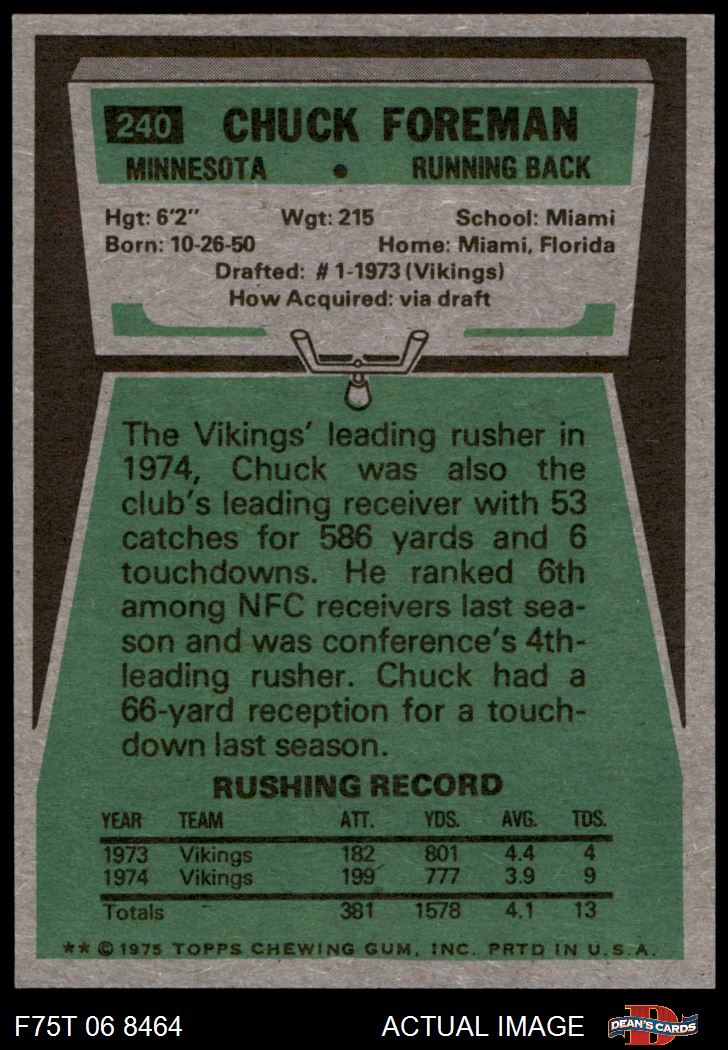 240 CHUCK FOREMAN
MINNESOTA • RUNNING BACK
Hgt: 6'2" Wgt: 215 School: Miami
Born: 10-26-50 Home: Miami, Florida
Drafted: #1-1973 (Vikings)
How Acquired: via draft
The Vikings' leading rusher in
1974, Chuck was also the
club's leading receiver with 53
catches for 586 yards and 6
touchdowns. He ranked 6th
among NFC receivers last sea-
son and was conference's 4th-
leading rusher. Chuck had a
66-yard reception for a touch-
down last season.
RUSHING RECORD
YEAR TEAM ATT. YDS. AVG. TDS.
1973 Vikings 182 801 4.4 4
1974 Vikings 199 777 3.9 9
Totals 381 1578 4.1 13
** © 1975 TOPPS CHEWING GUM, INC. PRTD IN U.S.A.
F75T 06 8464 ACTUAL IMAGE DEAN'S CARDS